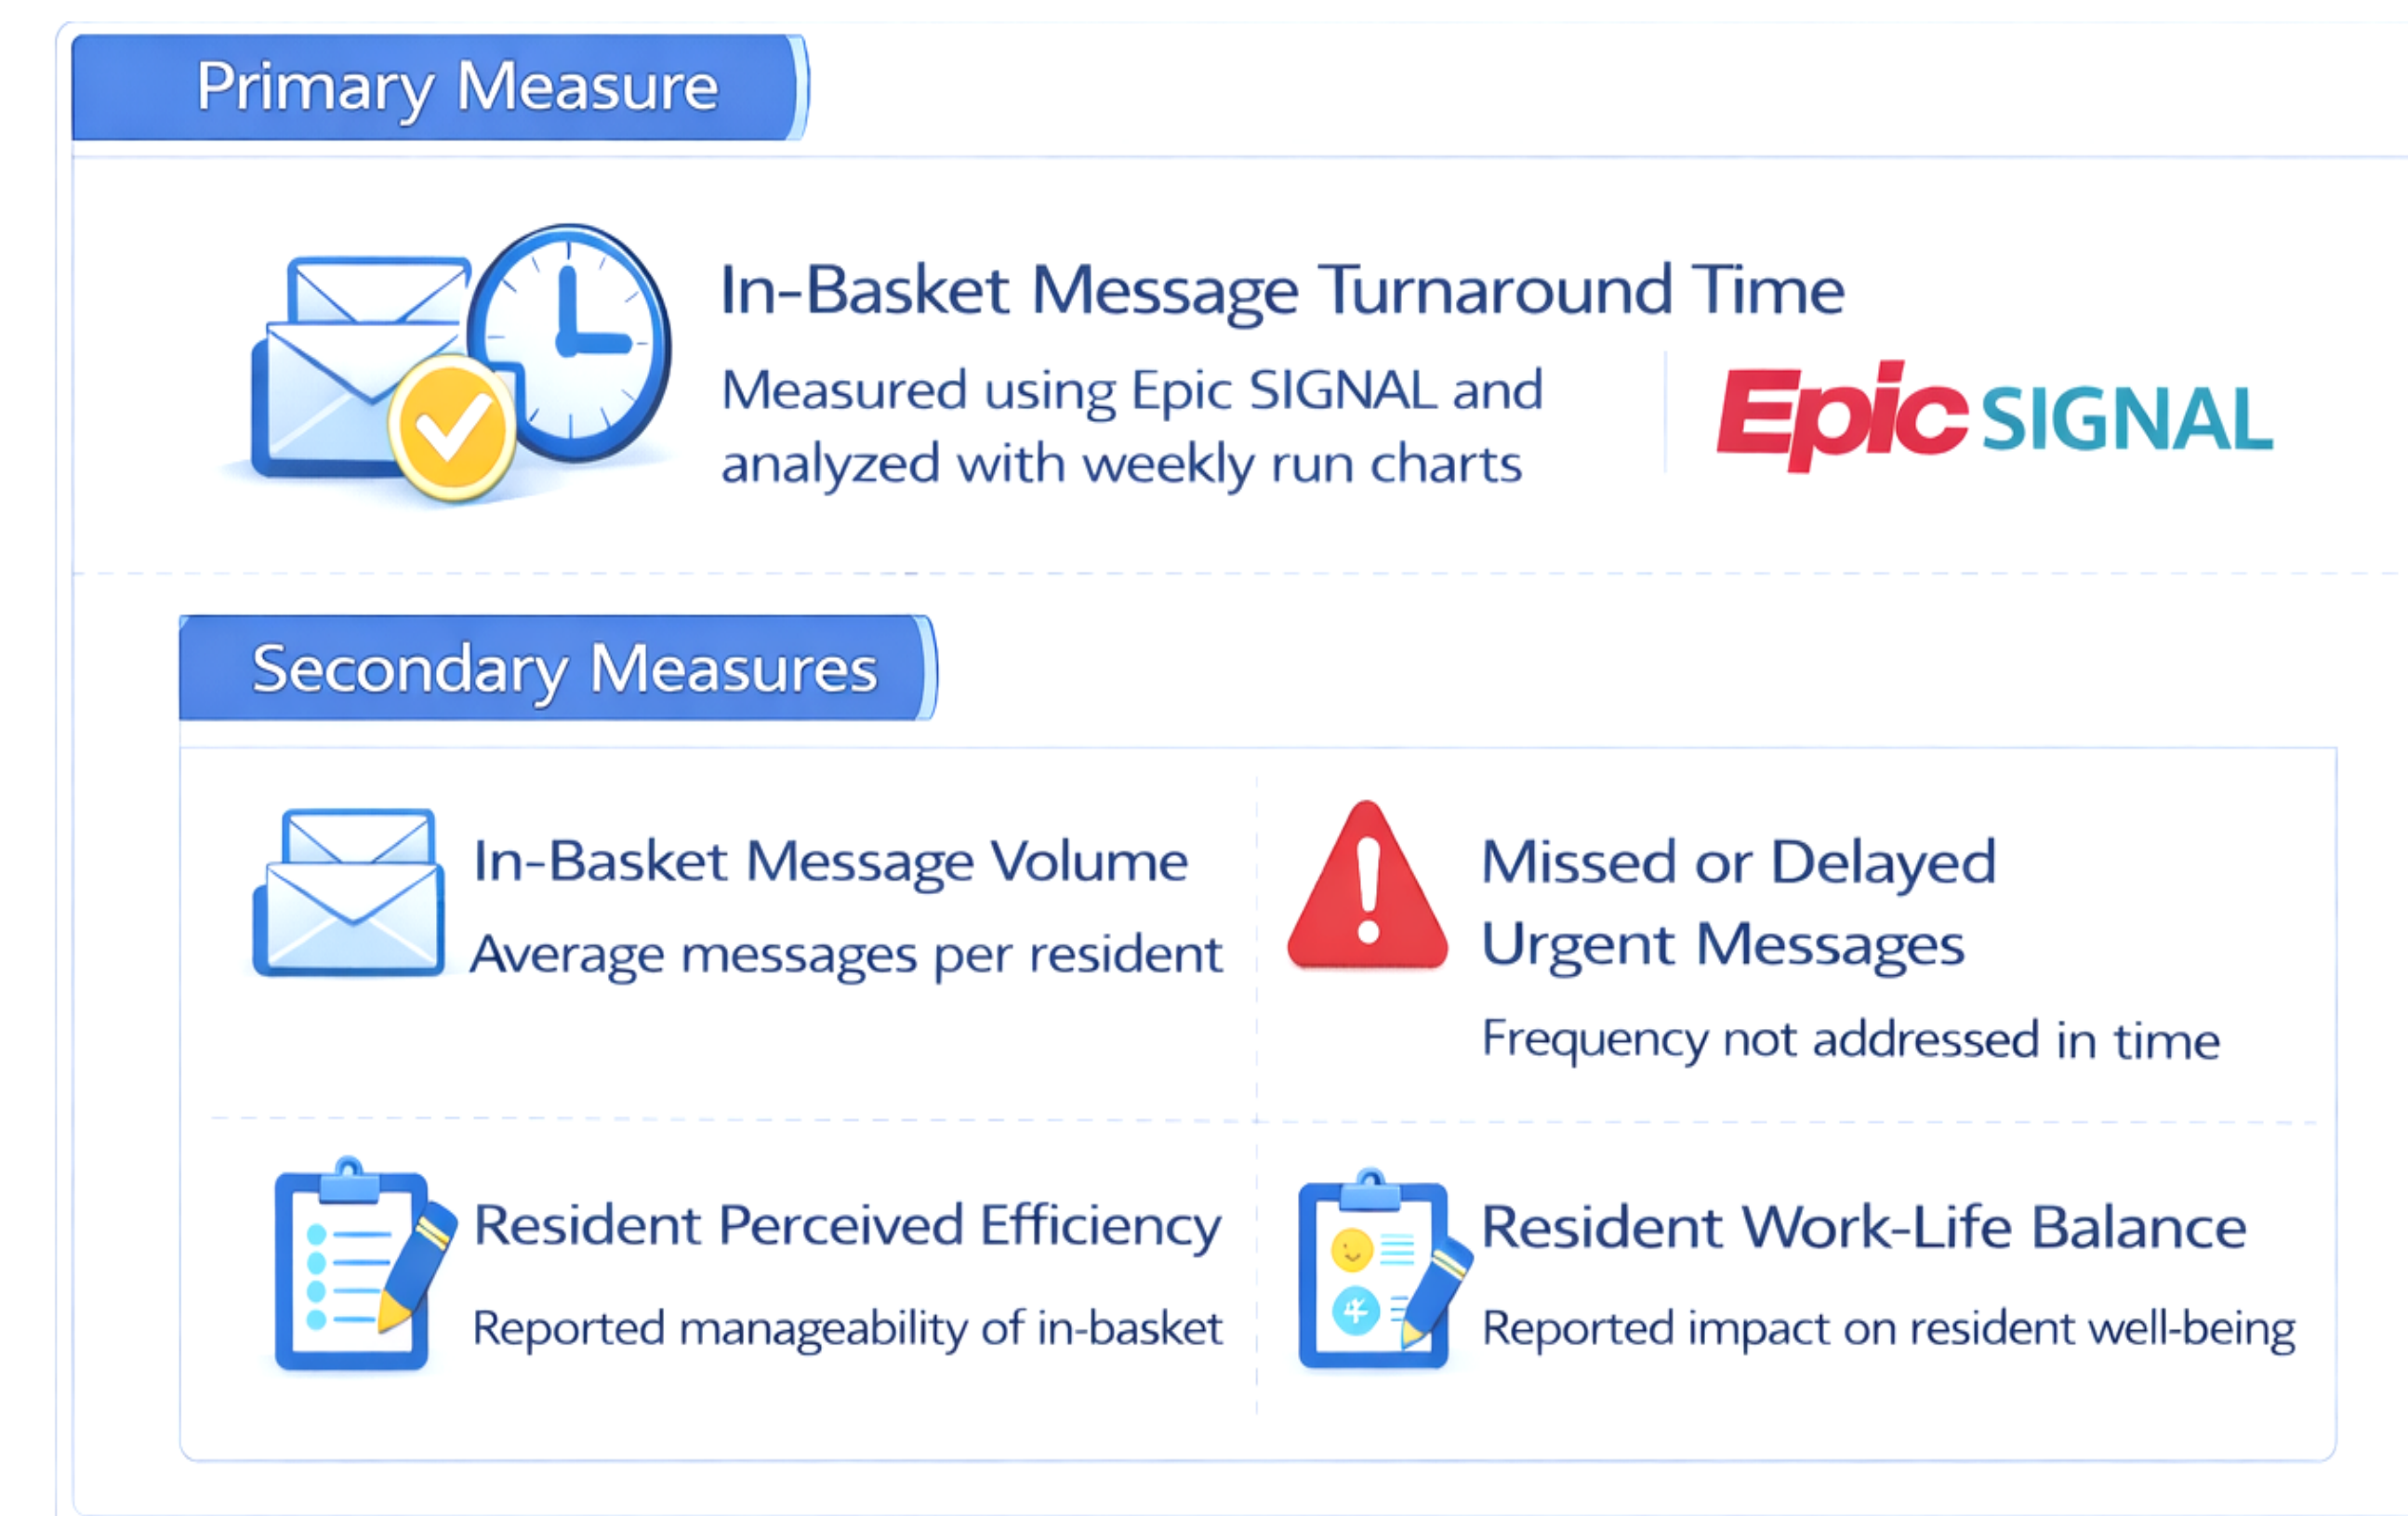 Primary Measure
In-Basket Message Turnaround Time
Measured using Epic SIGNAL and
analyzed with weekly run charts
Epic SIGNAL
Secondary Measures
In-Basket Message Volume
Average messages per resident
Missed or Delayed
Urgent Messages
Frequency not addressed in time
Resident Perceived Efficiency
Reported manageability of in-basket
Resident Work-Life Balance
Reported impact on resident well-being